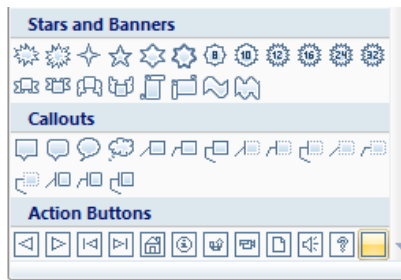 Stars and Banners
8 10 12 16 24 32
Callouts
Action Buttons
?